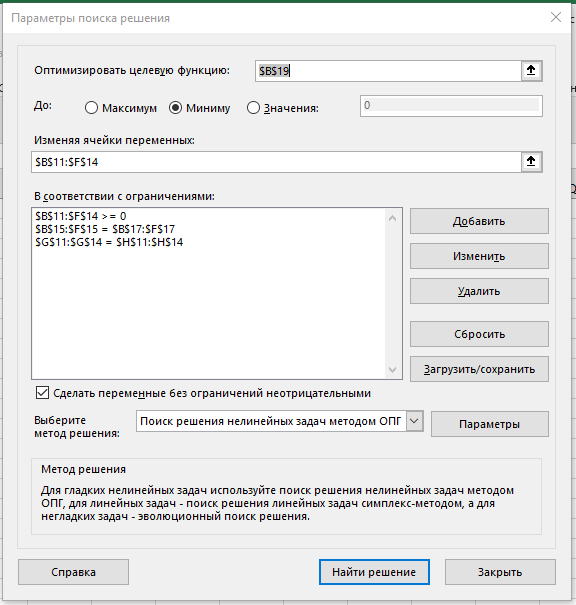 Параметры поиска решения
Оптимизировать целевую функцию: $B$19
До: Максимум Миниму Значения: 0
Изменяя ячейки переменных:
$B$11:$F$14
В соответствии с ограничениями:
$B$11:$F$14 >= 0
$B$15:$F$15 = $B$17:$F$17
$G$11:$G$14 = $H$11:$H$14
Добавить
Изменить
Удалить
Сбросить
Загрузить/сохранить
Сделать переменные без ограничений неотрицательными
Выберите
метод решения:
Поиск решения нелинейных задач методом ОПГ
Параметры
Метод решения
Для гладких нелинейных задач используйте поиск решения нелинейных задач методом
ОПГ, для линейных задач - поиск решения линейных задач симплекс-методом, а для
негладких задач - эволюционный поиск решения.
Справка Найти решение Закрыть